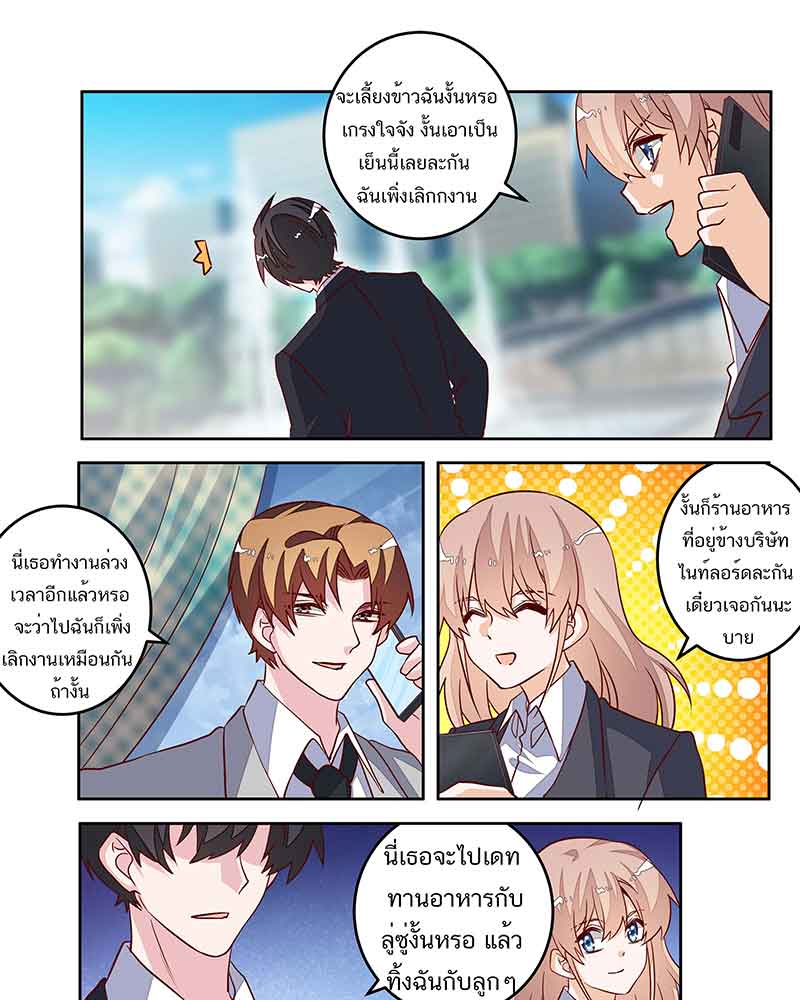 จะเลี้ยงข้าวฉันงั้นหรอ
เกรงใจจัง งั้นเอาเป็น
เย็นนี้เลยละกัน
ฉันเพิ่งเลิกกงาน
นี่เธอทำงานล่วง
เวลาอีกแล้วหรอ
จะว่าไปฉันก็เพิ่ง
เลิกงานเหมือนกัน
ถ้างั้น
งั้นก็ร้านอาหาร
ที่อยู่ข้างบริษัท
ไนท์ลอร์ดละกัน
เดี่ยวเจอกันนะ
บาย
นี่เธอจะไปเดท
ทานอาหารกับ
ลู่ซู่งั้นหรอ แล้ว
ทิ้งฉันกับลูกๆ